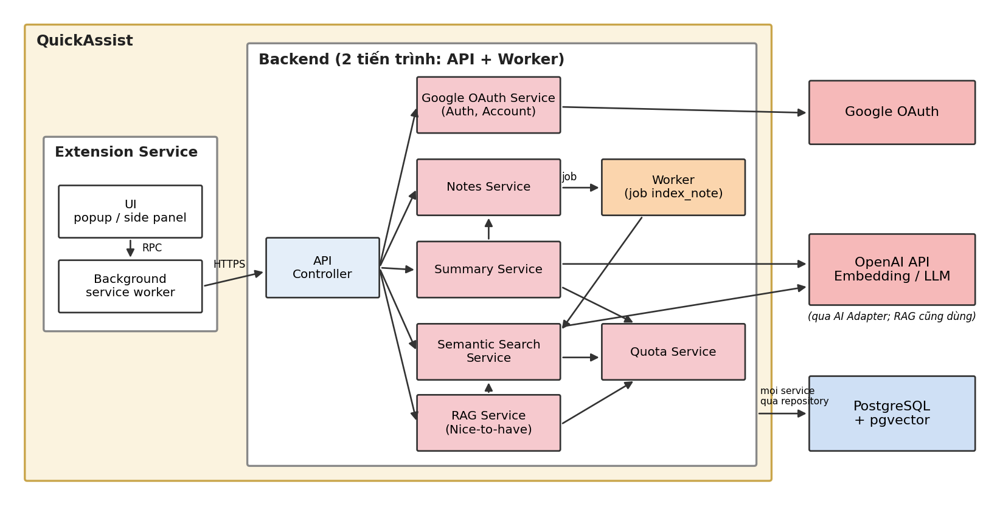 QuickAssist
Backend (2 tiến trình: API + Worker)
Google OAuth Service
(Auth, Account)
Google OAuth
Extension Service
UI
popup / side panel
RPC
Background
service worker
HTTPS
API
Controller
Notes Service
job
Worker
(job index_note)
Summary Service
OpenAI API
Embedding / LLM
(qua AI Adapter; RAG cũng dùng)
Semantic Search
Service
Quota Service
RAG Service
(Nice-to-have)
moi service
qua repository
PostgreSQL
+ pgvector